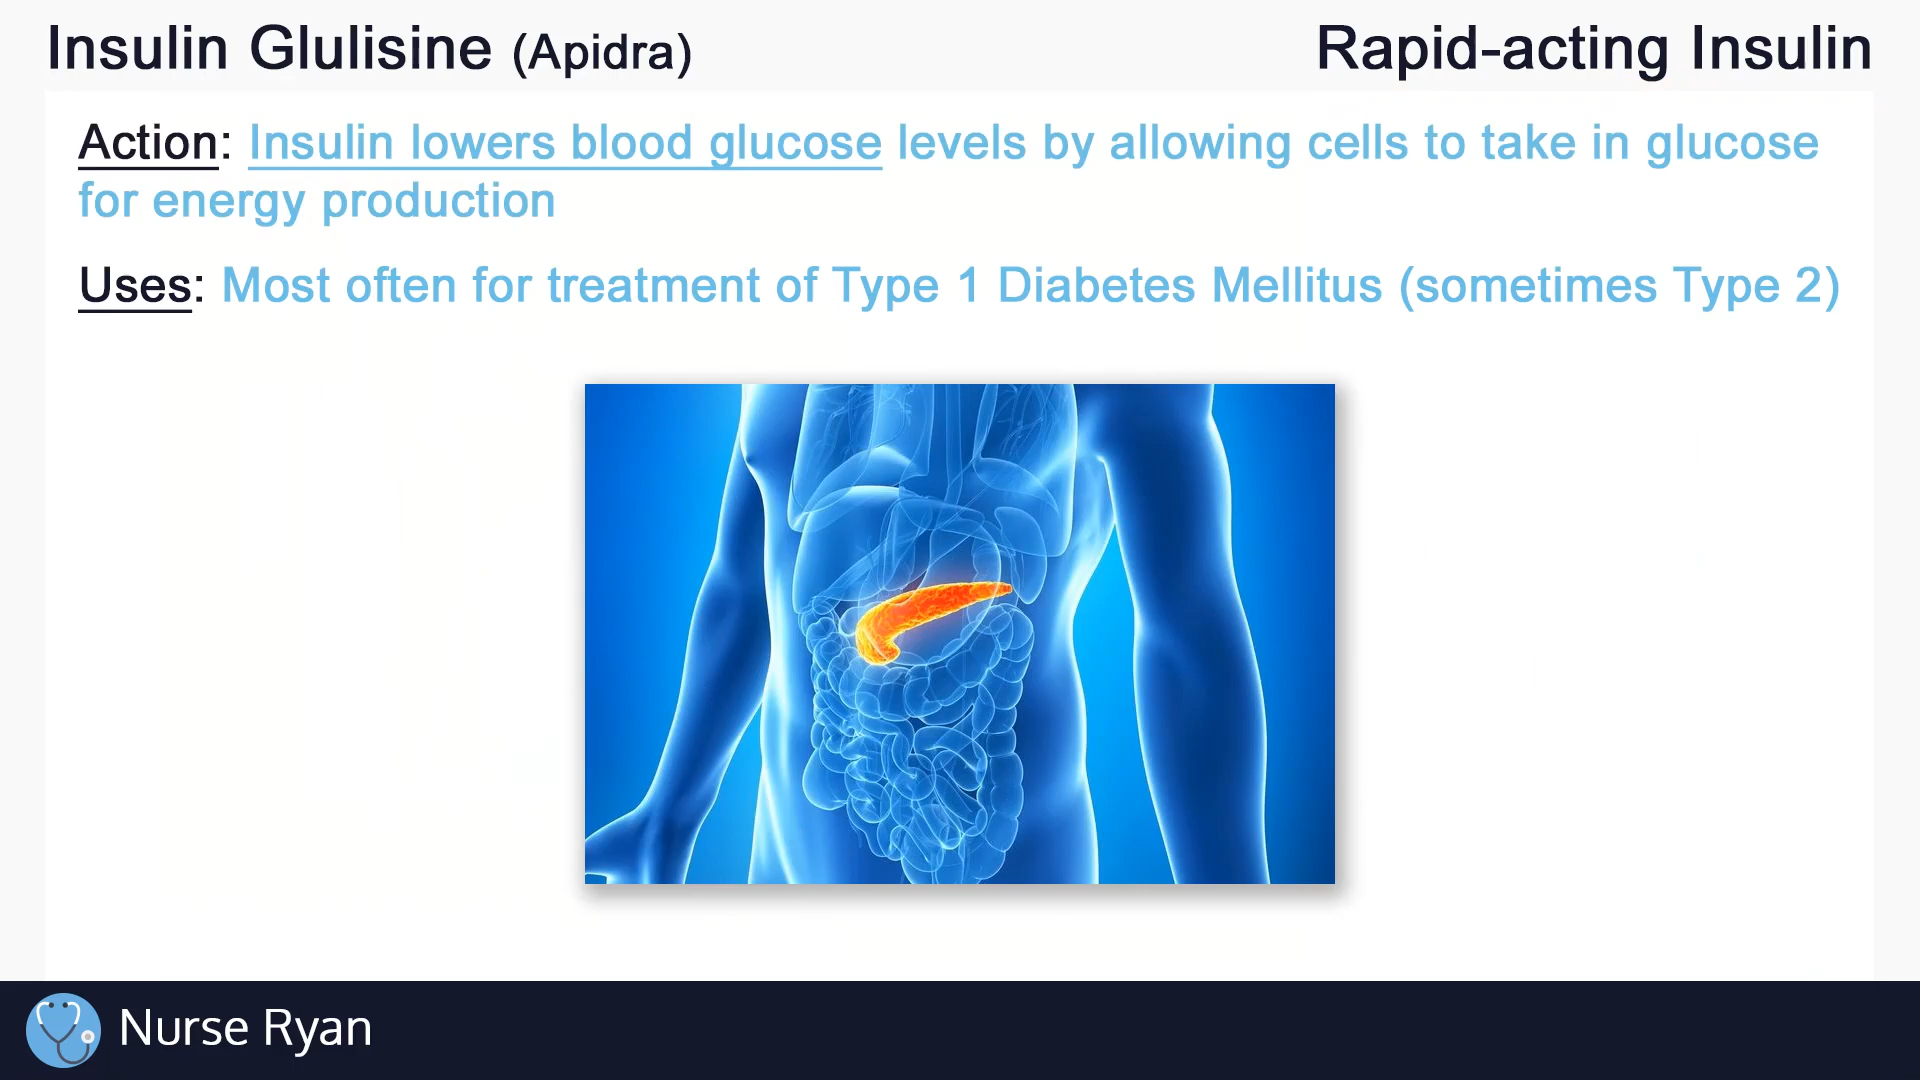 Insulin Glulisine (Apidra)
Rapid-acting Insulin
Action: Insulin lowers blood glucose levels by allowing cells to take in glucose
for energy production
Uses: Most often for treatment of Type 1 Diabetes Mellitus (sometimes Type 2)
Nurse Ryan